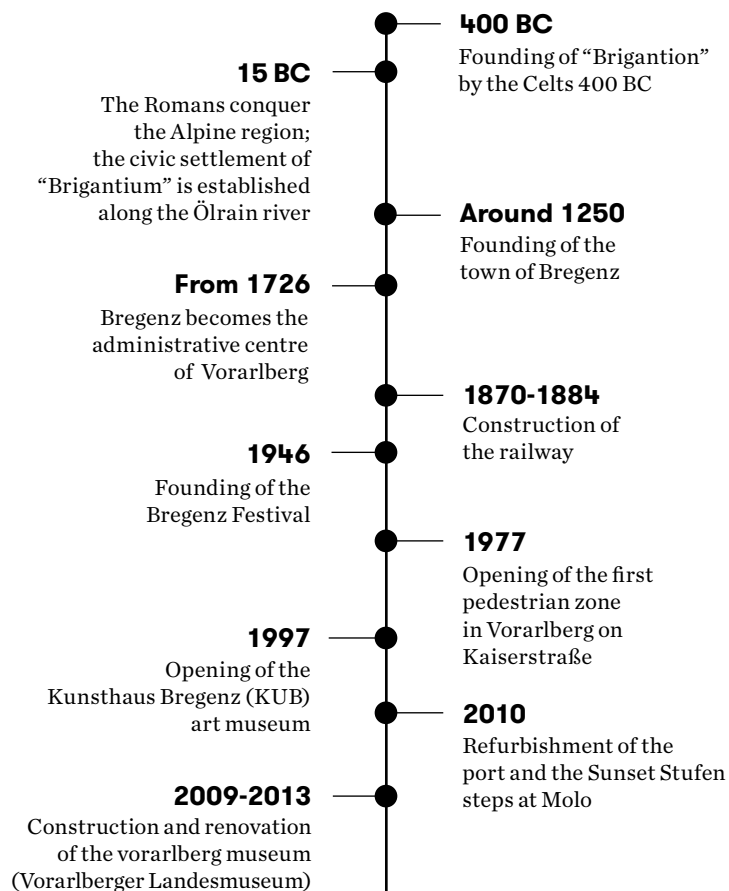 400 BC
Founding of “Brigantion”
by the Celts 400 BC
15 BC
The Romans conquer
the Alpine region;
the civic settlement of
“Brigantium” is established
along the Ölrain river
Around 1250
Founding of the
town of Bregenz
From 1726
Bregenz becomes the
administrative centre
of Vorarlberg
1870-1884
Construction of
the railway
1946
Founding of the
Bregenz Festival
1977
Opening of the first
pedestrian zone
in Vorarlberg on
Kaiserstraße
1997
Opening of the
Kunsthaus Bregenz (KUB)
art museum
2010
Refurbishment of the
port and the Sunset Stufen
steps at Molo
2009-2013
Construction and renovation
of the vorarlberg museum
(Vorarlberger Landesmuseum)